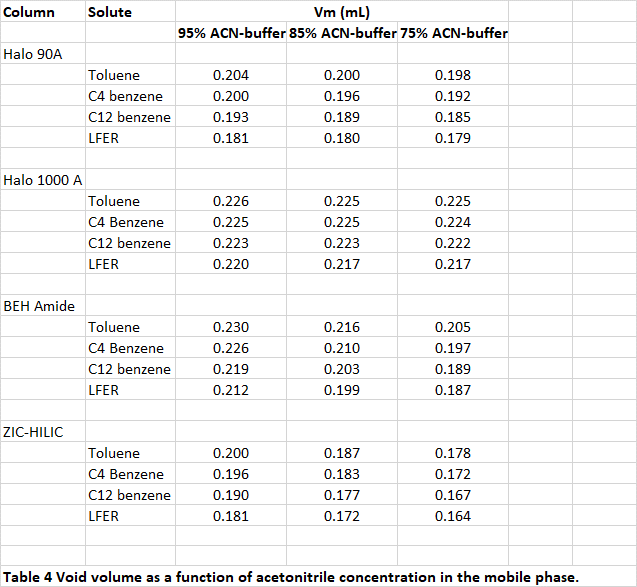 Column Solute Vm (mL)
95% ACN-buffer 85% ACN-buffer 75% ACN-buffer
Halo 90A
Toluene 0.204 0.200 0.198
C4 benzene 0.200 0.196 0.192
C12 benzene 0.193 0.189 0.185
LFER 0.181 0.180 0.179
Halo 1000 A
Toluene 0.226 0.225 0.225
C4 Benzene 0.225 0.225 0.224
C12 benzene 0.223 0.223 0.222
LFER 0.220 0.217 0.217
BEH Amide
Toluene 0.230 0.216 0.205
C4 Benzene 0.226 0.210 0.197
C12 benzene 0.219 0.203 0.189
LFER 0.212 0.199 0.187
ZIC-HILIC
Toluene 0.200 0.187 0.178
C4 Benzene 0.196 0.183 0.172
C12 benzene 0.190 0.177 0.167
LFER 0.181 0.172 0.164
Table 4 Void volume as a function of acetonitrile concentration in the mobile phase.